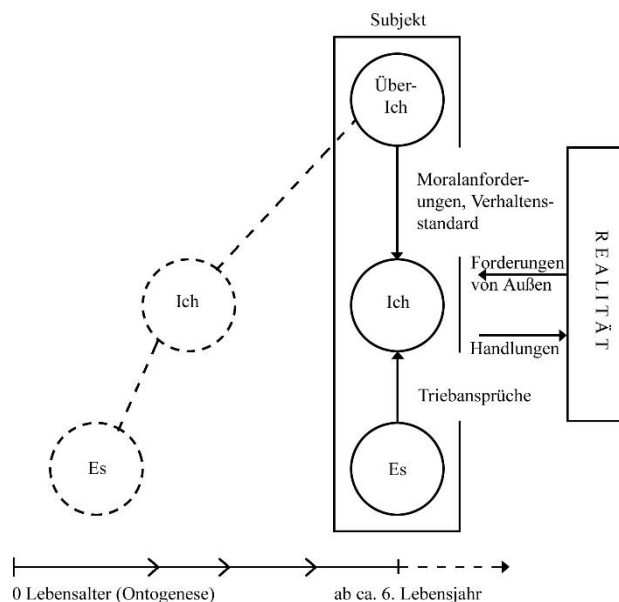 Subjekt
Über-
Ich
Moralanforder-
ungen, Verhaltens-
standard
Ich
Ich
Forderungen
von Außen
Handlungen
REALITÄT
Triebansprüche
Es
Es
0 Lebensalter (Ontogenese)
ab ca. 6. Lebensjahr